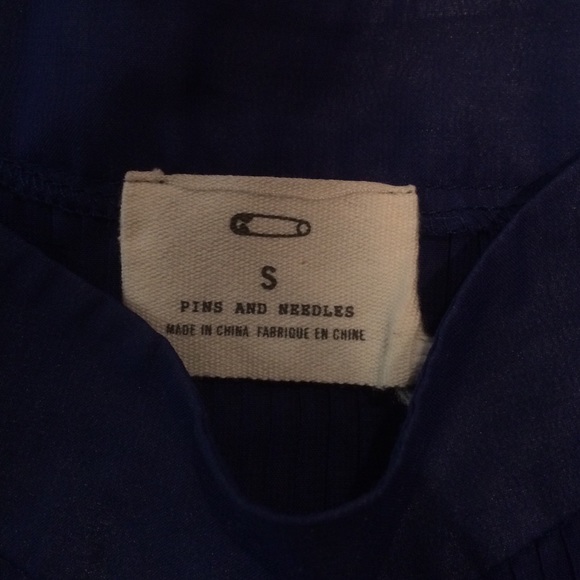 S
PINS AND NEEDLES
MADE IN CHINA FABRIQUE EN CHINE